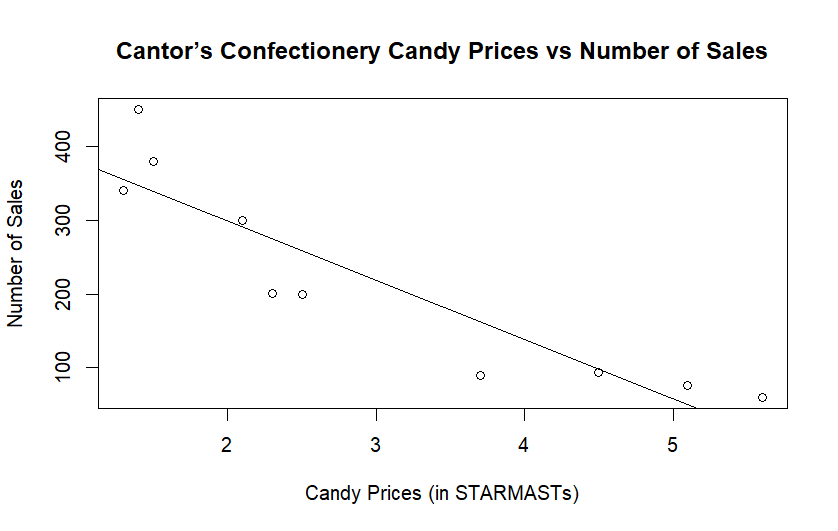 Cantor’s Confectionery Candy Prices vs Number of Sales
Number of Sales
400
300
200
100
2 3 4 5
Candy Prices (in STARMASTs)